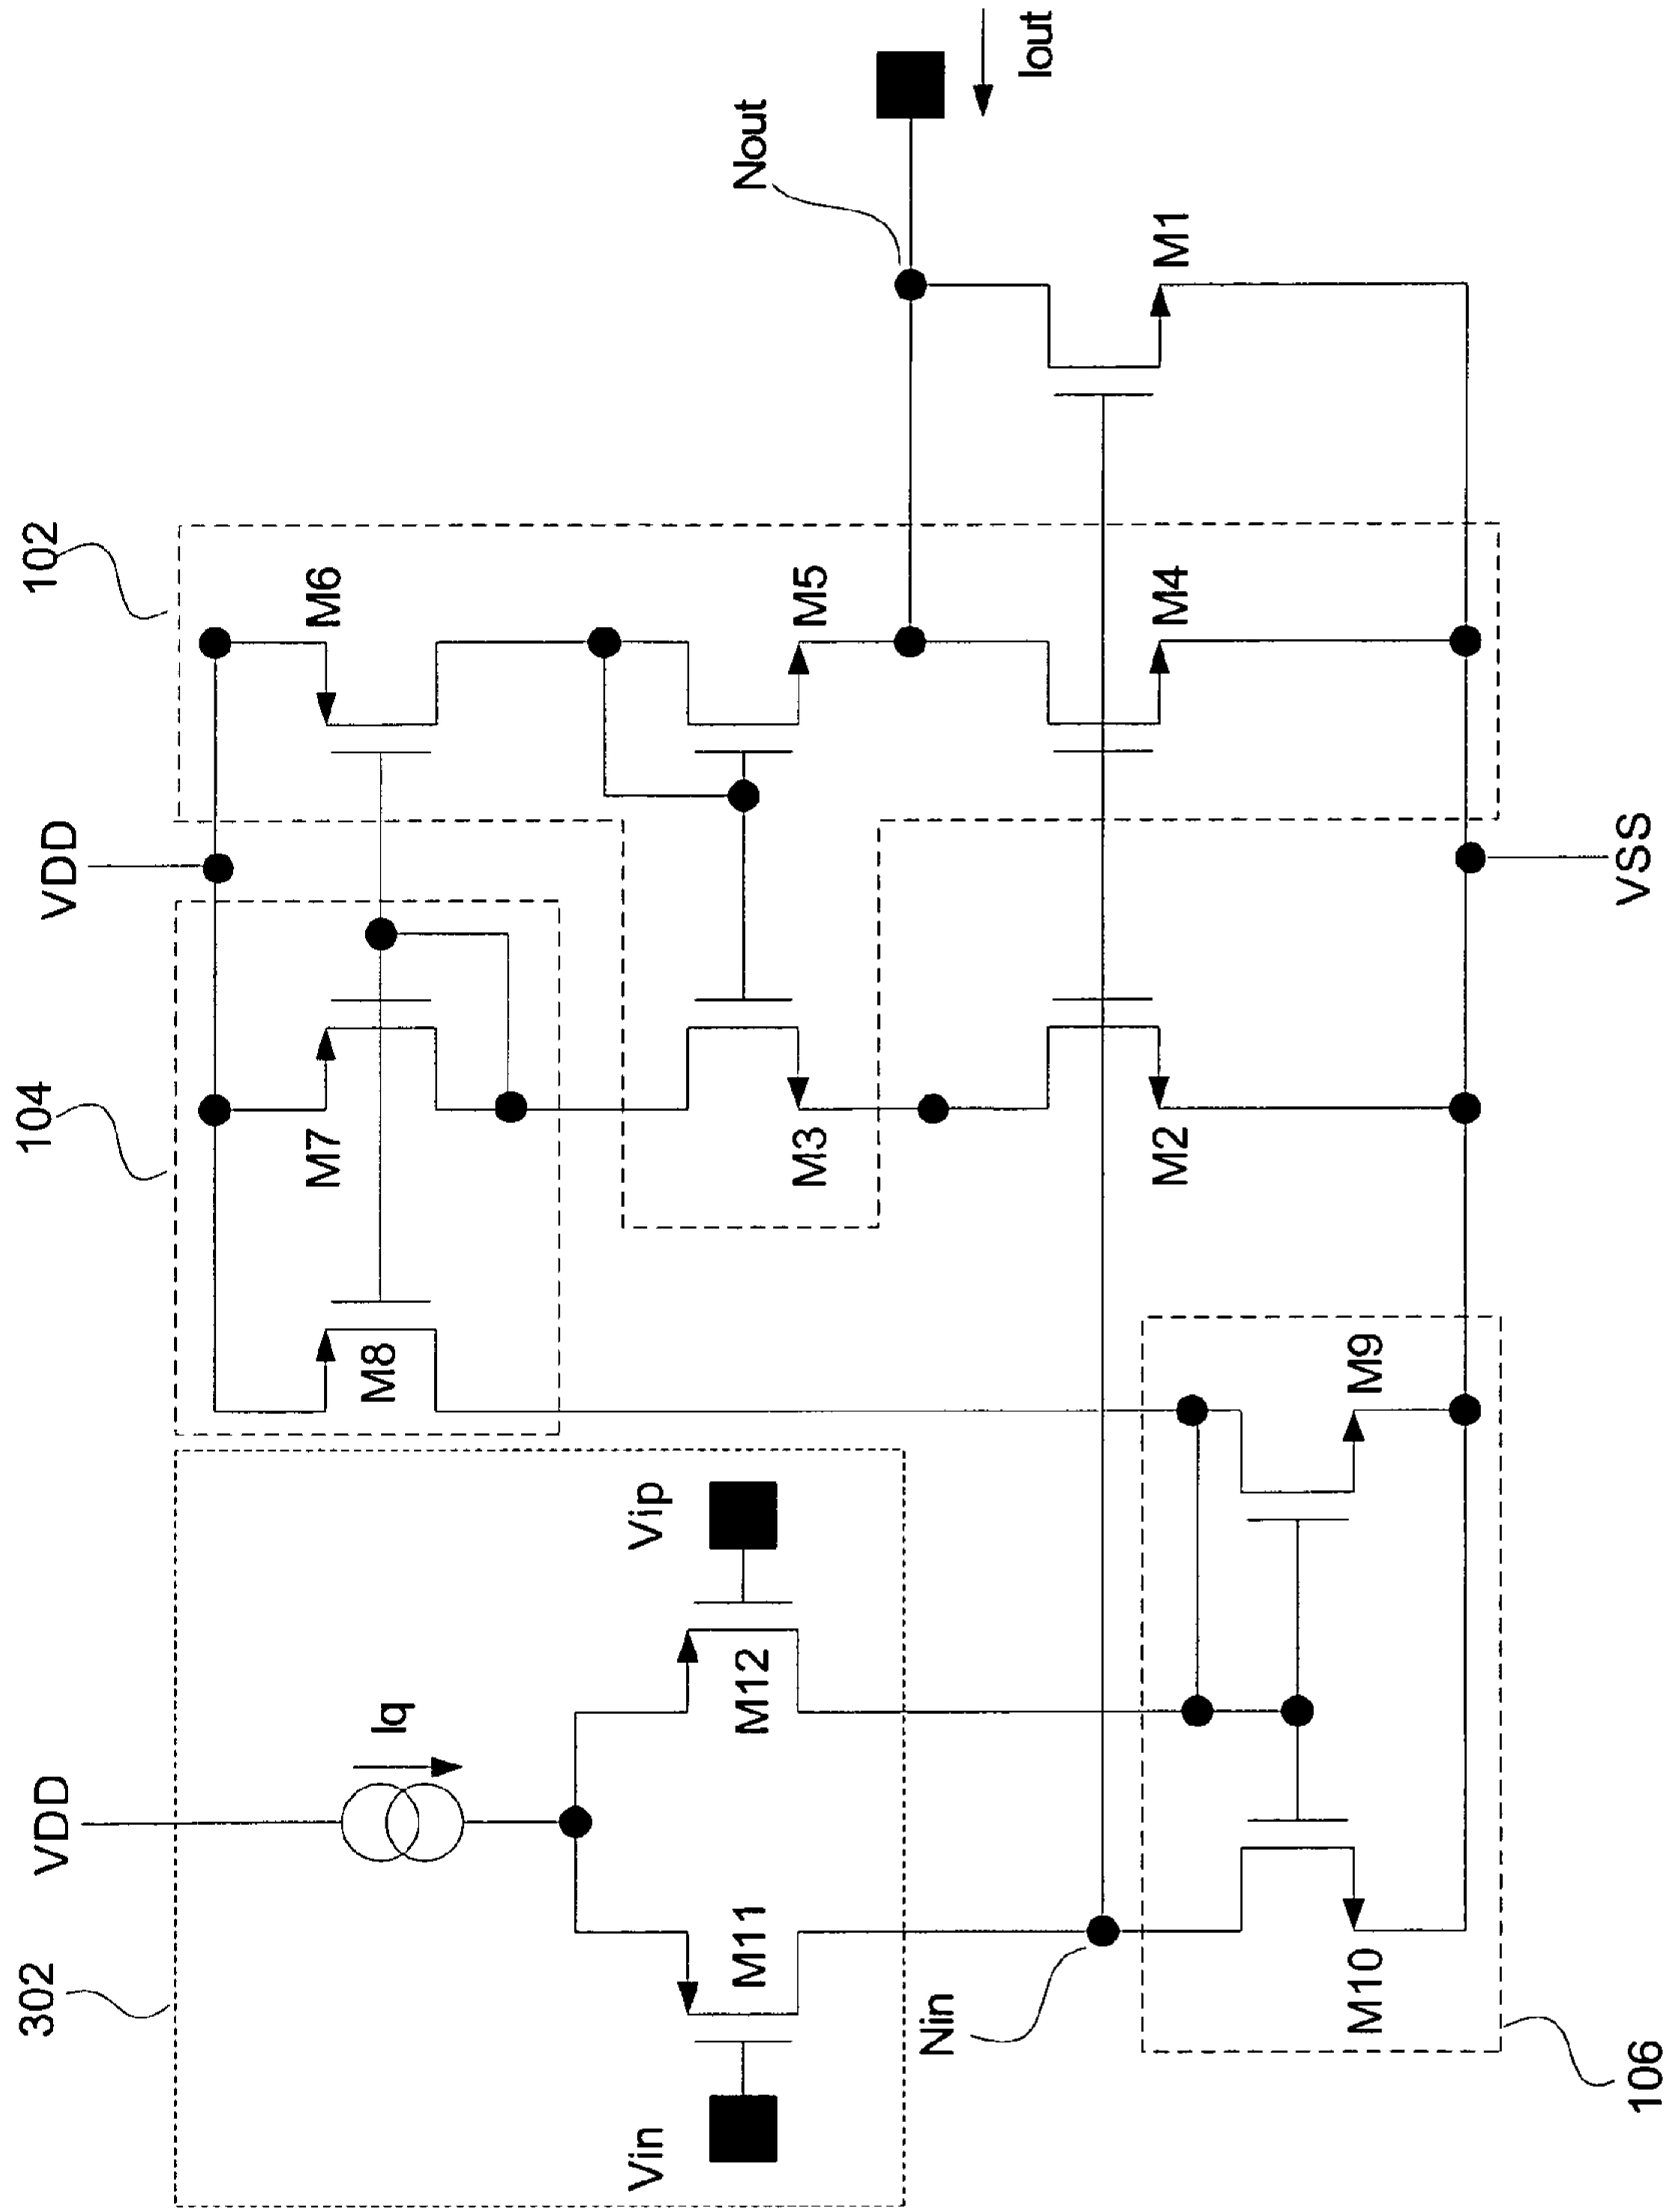 302
VDD
Iq
Vin
M11
M12
Vip
Nin
M10
M9
106
104
M8
M7
VDD
102
M6
M3
M5
M2
M4
VSS
Nout
M1
Iout